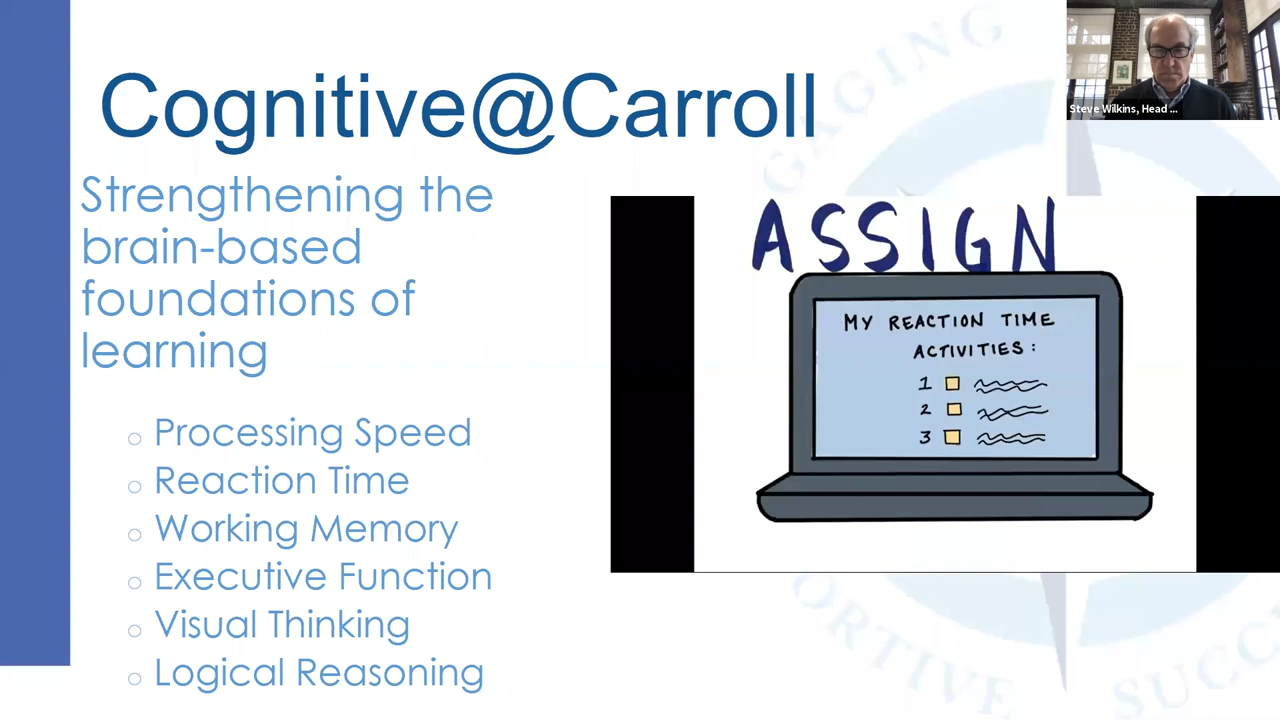 Cognitive@Carroll
Steve Wilkins, Head ...
Strengthening the
brain-based
foundations of
learning
Processing Speed
Reaction Time
Working Memory
Executive Function
Visual Thinking
Logical Reasoning
ASSIGN
MY REACTION TIME
ACTIVITIES:
1
2
3